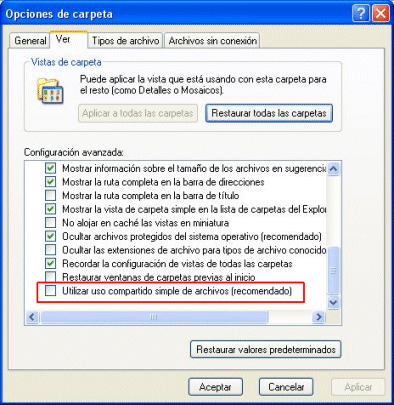 Opciones de carpeta
General
Ver
Tipos de archivo
Archivos sin conexión
Vistas de carpeta
Puede aplicar la vista que está usando con esta carpeta para
el resto (como Detalles o Mosaicos).
Aplicar a todas las carpetas
Restaurar todas las carpetas
Configuración avanzada:
Mostrar información sobre el tamaño de los archivos en sugerencia
Mostrar la ruta completa en la barra de direcciones
Mostrar la ruta completa en la barra de título
Mostrar la vista de carpeta simple en la lista de carpetas del Explor
No alojar en caché las vistas en miniatura
Ocultar archivos protegidos del sistema operativo (recomendado)
Ocultar las extensiones de archivo para tipos de archivo conocido
Recordar la configuración de vistas de todas las carpetas
Restaurar ventanas de carpetas previas al inicio
Utilizar uso compartido simple de archivos (recomendado)
Restaurar valores predeterminados
Aceptar
Cancelar
Aplicar